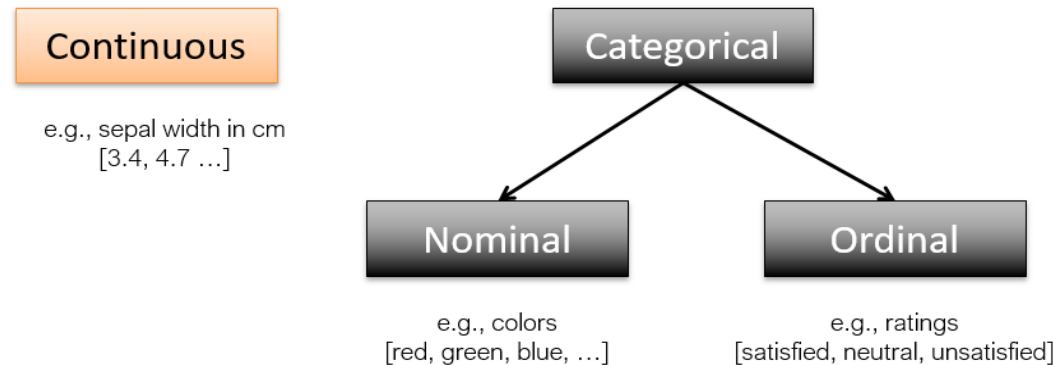 Continuous
Categorical
e.g., sepal width in cm
[3.4, 4.7 …]
Nominal
Ordinal
e.g., colors
[red, green, blue, …]
e.g., ratings
[satisfied, neutral, unsatisfied]